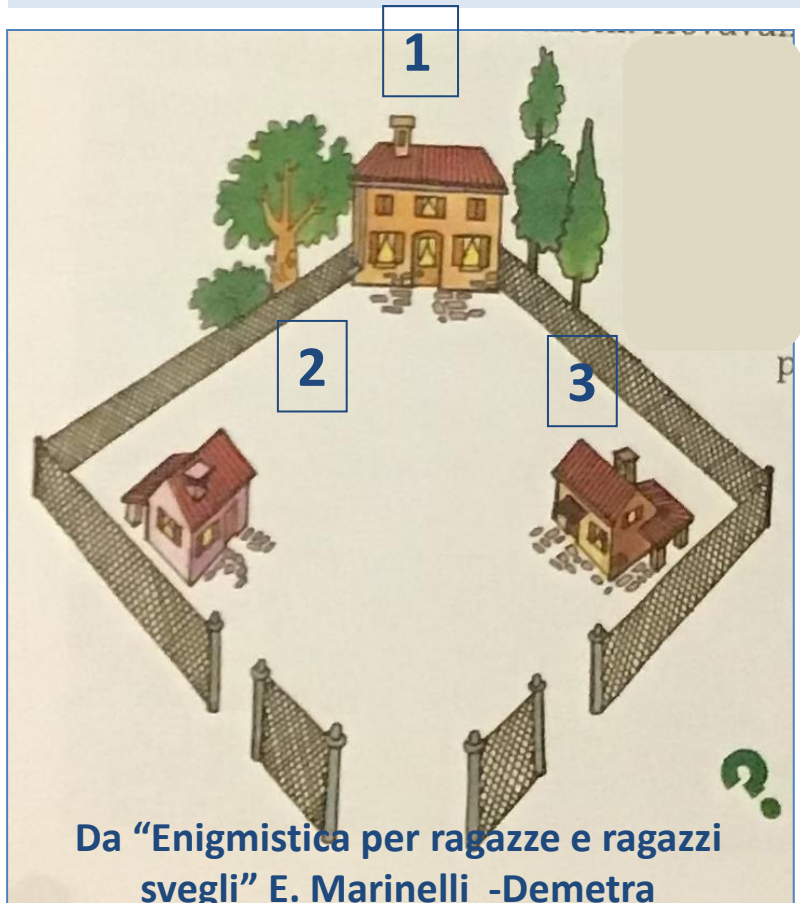 1
2
3
p
Da “Enigmistica per ragazze e ragazzi
svegli” E. Marinelli -Demetra